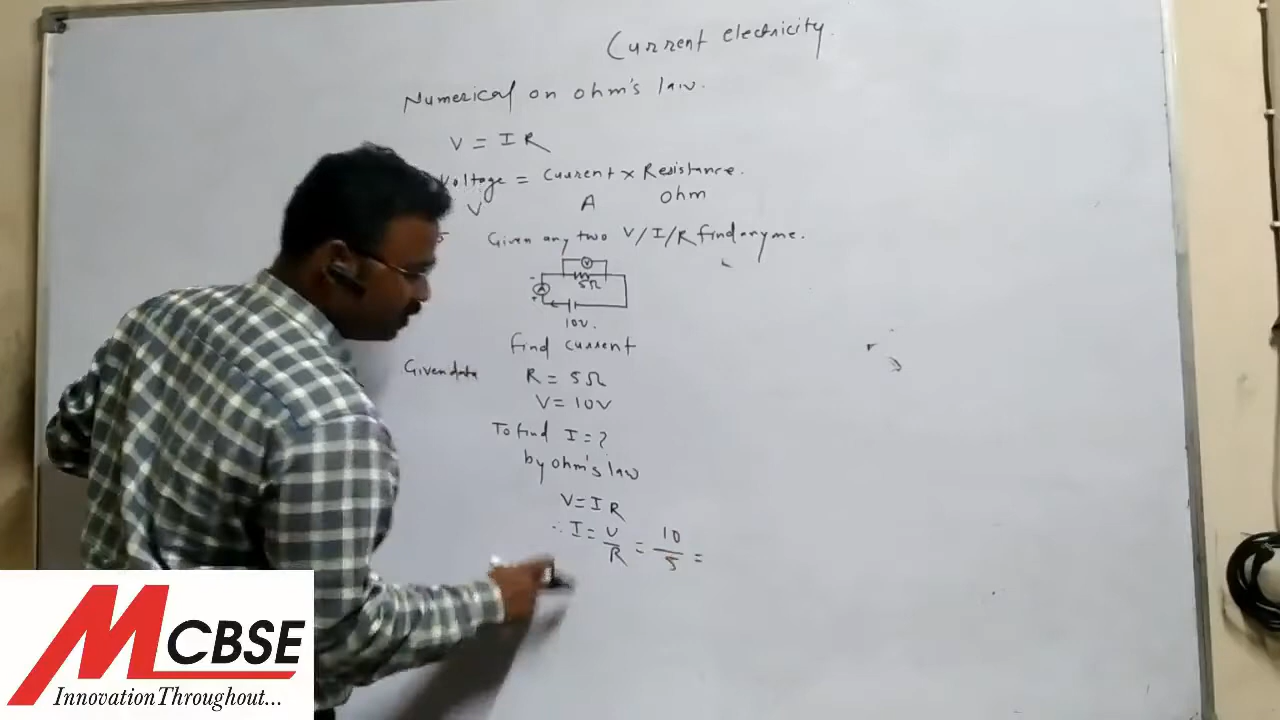 Current electricity.
Numerical on ohm's law.
V = I R
Voltage = Current × Resistance.
V A Ohm
Given any two V/I/R find anyone.
V
5Ω
A
- +
10V.
find current
Given data R = 5Ω
V = 10V
To find I = ?
by ohm's law
V = I R
∴ I = V/R = 10/5 =
MCBSE
Innovation Throughout...